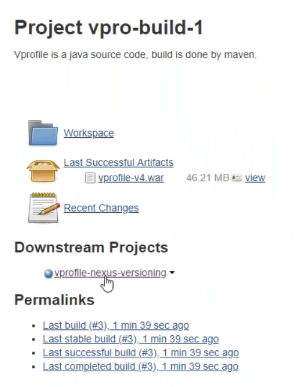 Project vpro-build-1
Vprofile is a java source code, build is done by maven.
Workspace
Last Successful Artifacts
vprofile-v4.war 46.21 MB view
Recent Changes
Downstream Projects
vprofile-nexus-versioning
Permalinks
Last build (#3), 1 min 39 sec ago
Last stable build (#3), 1 min 39 sec ago
Last successful build (#3), 1 min 39 sec ago
Last completed build (#3), 1 min 39 sec ago